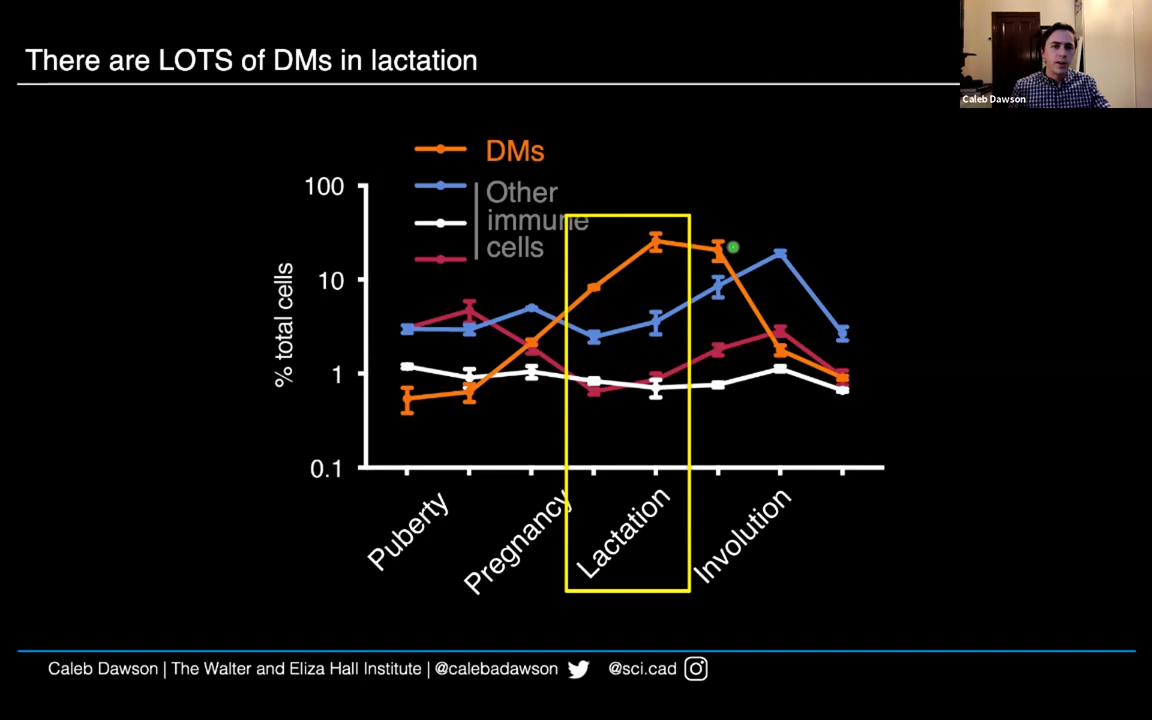 There are LOTS of DMs in lactation
Caleb Dawson
DMs
Other
immune
cells
100
10
1
0.1
% total cells
Puberty
Pregnancy
Lactation
Involution
Caleb Dawson | The Walter and Eliza Hall Institute | @calebadawson @sci.cad